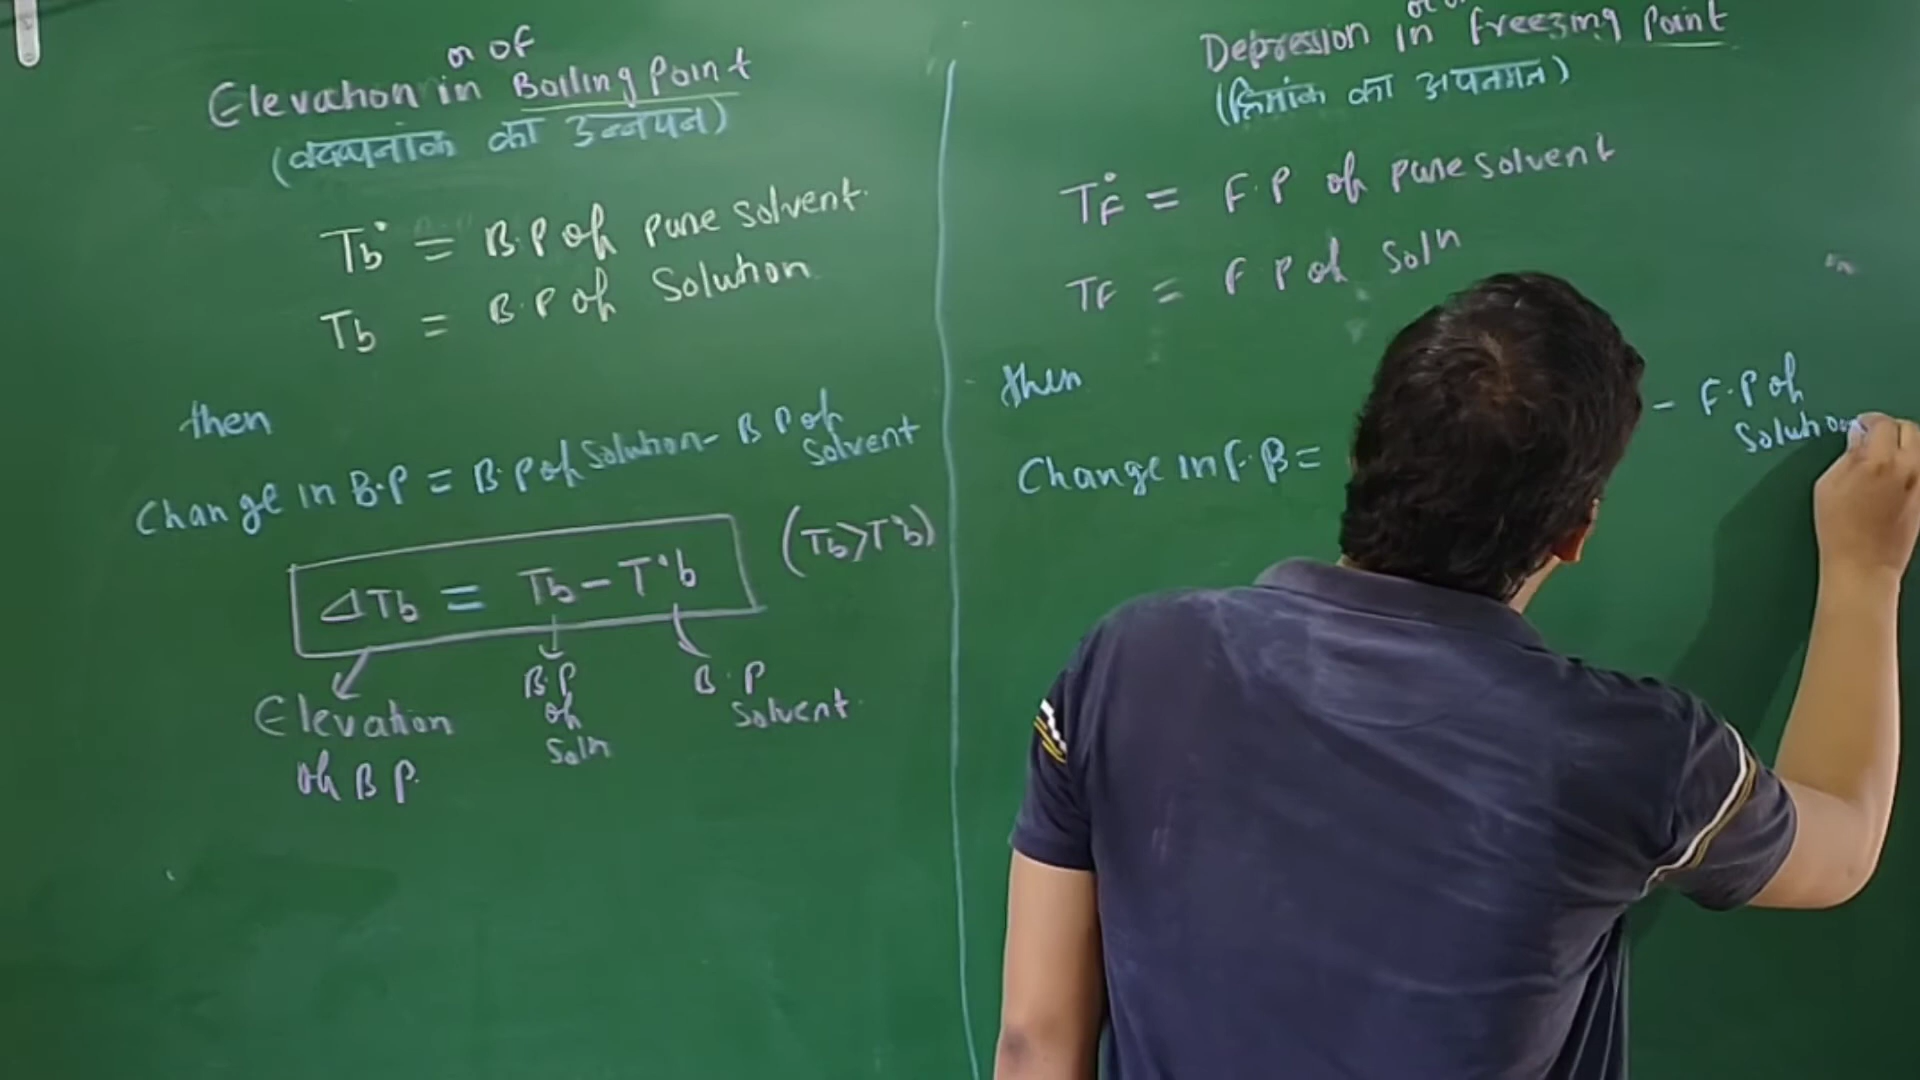 or of
Elevation in Boiling Point
(क्वथनांक का उन्नयन)
Tb° = B.P of pure solvent.
Tb = B.P of Solution
then
Change in B.P = B.P of Solution - B P of
Solvent
ΔTb = Tb - T°b
(Tb > T°b)
Elevation
of B P.
B.P
of
Soln
B.P
Solvent
Depression in freezing Point
(हिमांक का अवनमन)
TF° = F.P of pure solvent
TF = F P of Soln
then
Change in F.P =
- F.P of
Solution